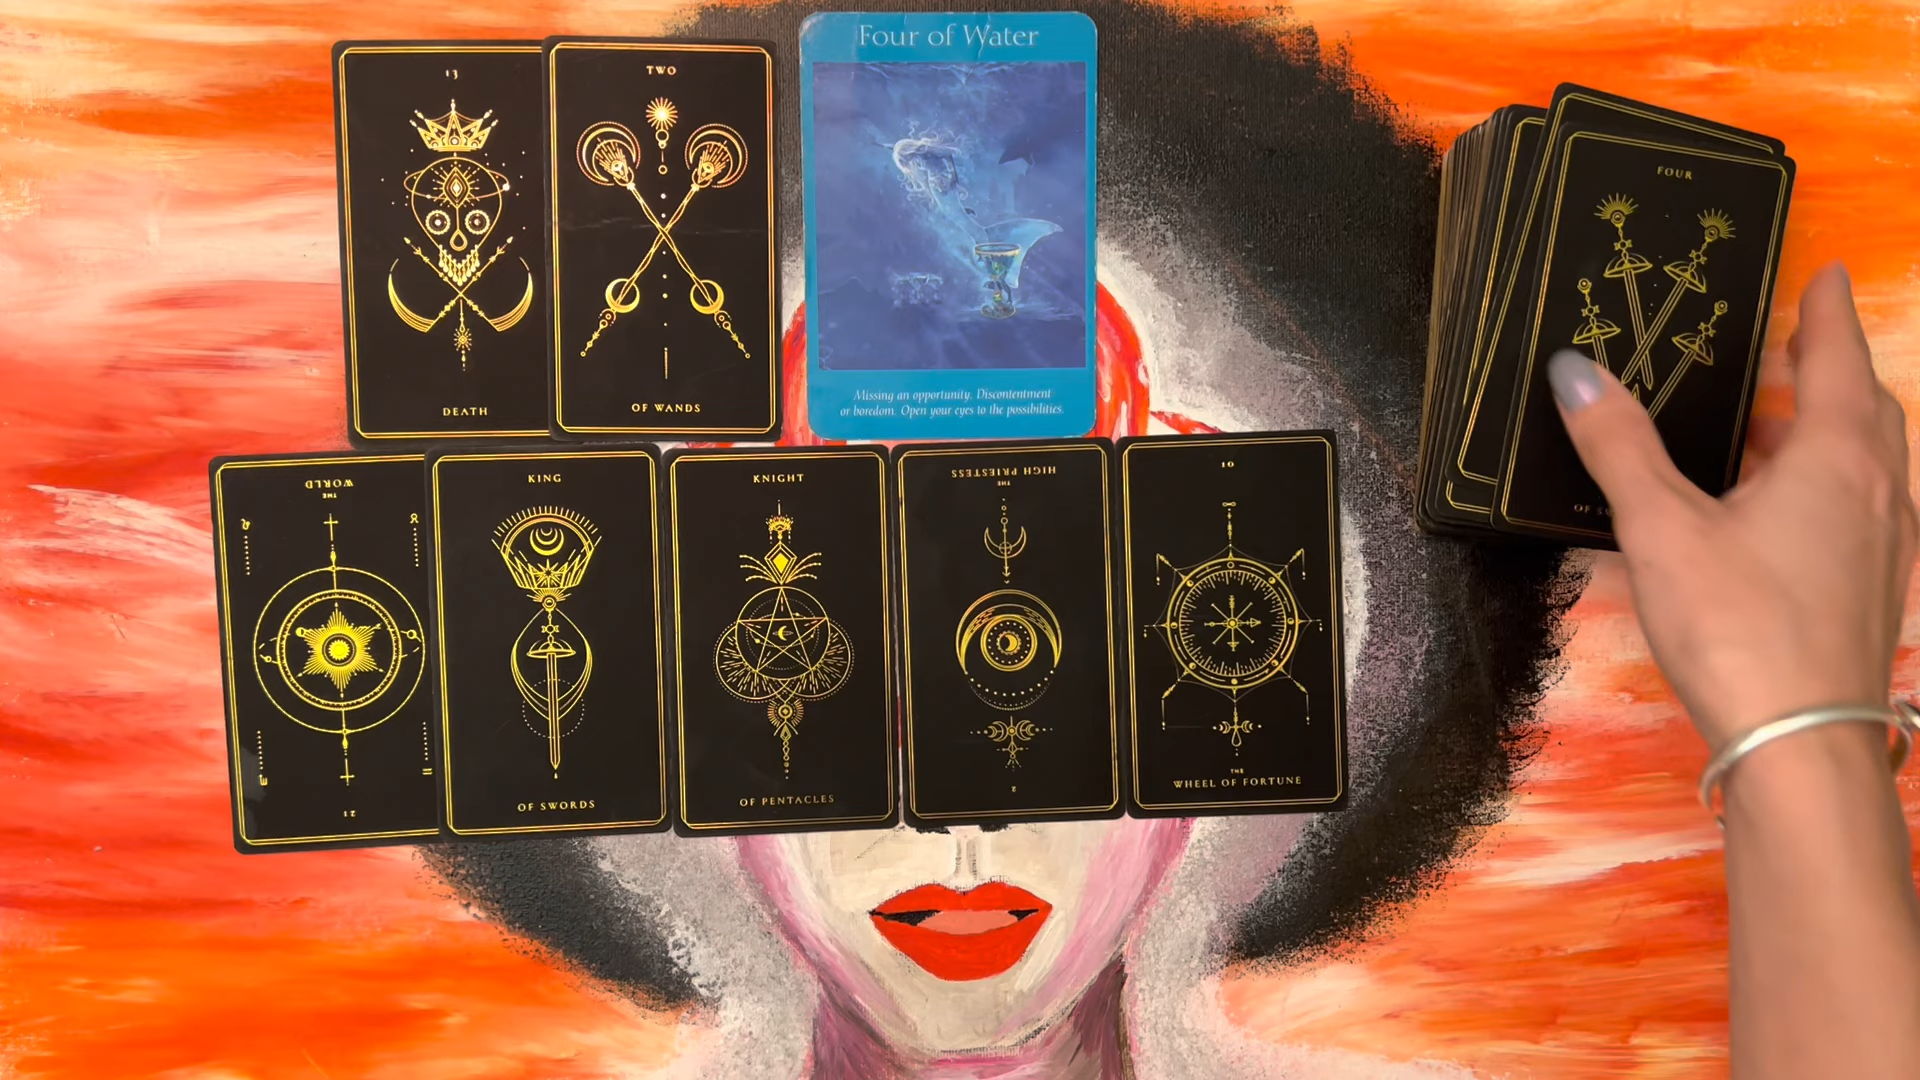 13
DEATH
TWO
OF WANDS
Four of Water
Missing an opportunity. Discontentment
or boredom. Open your eyes to the possibilities.
FOUR
OF
THE
WORLD
21
KING
OF SWORDS
KNIGHT
OF PENTACLES
THE
HIGH PRIESTESS
2
10
THE
WHEEL OF FORTUNE